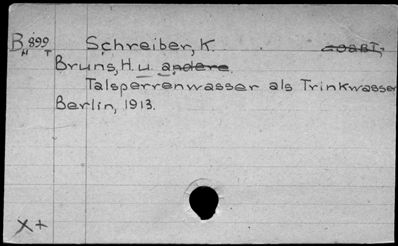 B 899 Schreiber, K.
H T
Bruns, H. u. andere.
Talsperrenwasser als Trinkwasser
Berlin, 1913.
X+